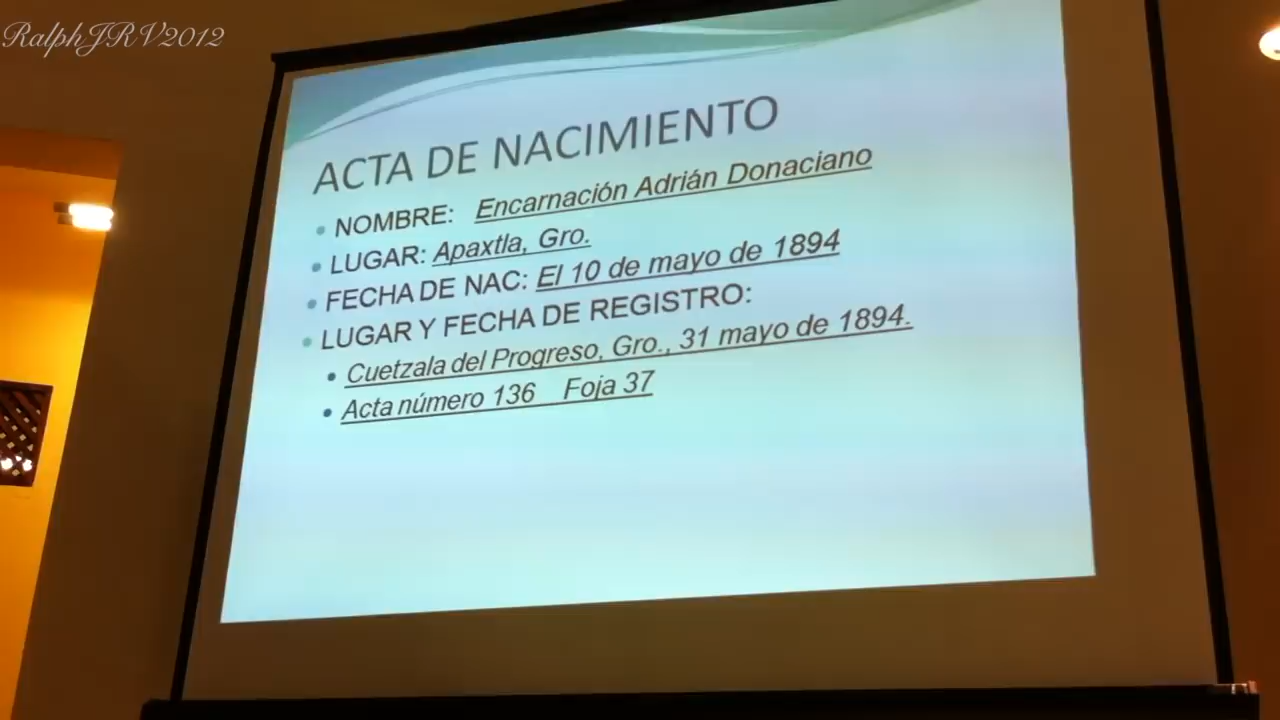 RalphJRV2012
ACTA DE NACIMIENTO
• NOMBRE: Encarnación Adrián Donaciano
• LUGAR: Apaxtla, Gro.
• FECHA DE NAC: El 10 de mayo de 1894
• LUGAR Y FECHA DE REGISTRO:
• Cuetzala del Progreso, Gro., 31 mayo de 1894.
• Acta número 136 Foja 37